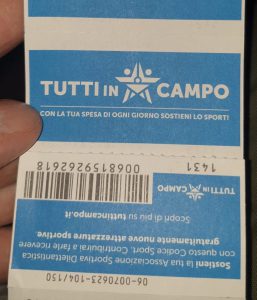 TUTTI IN CAMPO
CON LA TUA SPESA DI OGNI GIORNO SOSTIENI LO SPORT!
06-0070623-104/150
Sostieni la tua Associazione Sportiva Dilettantistica
con questo Codice Sport. Contribuirai a farle ricevere
gratuitamente nuove attrezzature sportive.
Scopri di più su tuttincampo.it
TUTTI IN CAMPO
1431
0068159262618